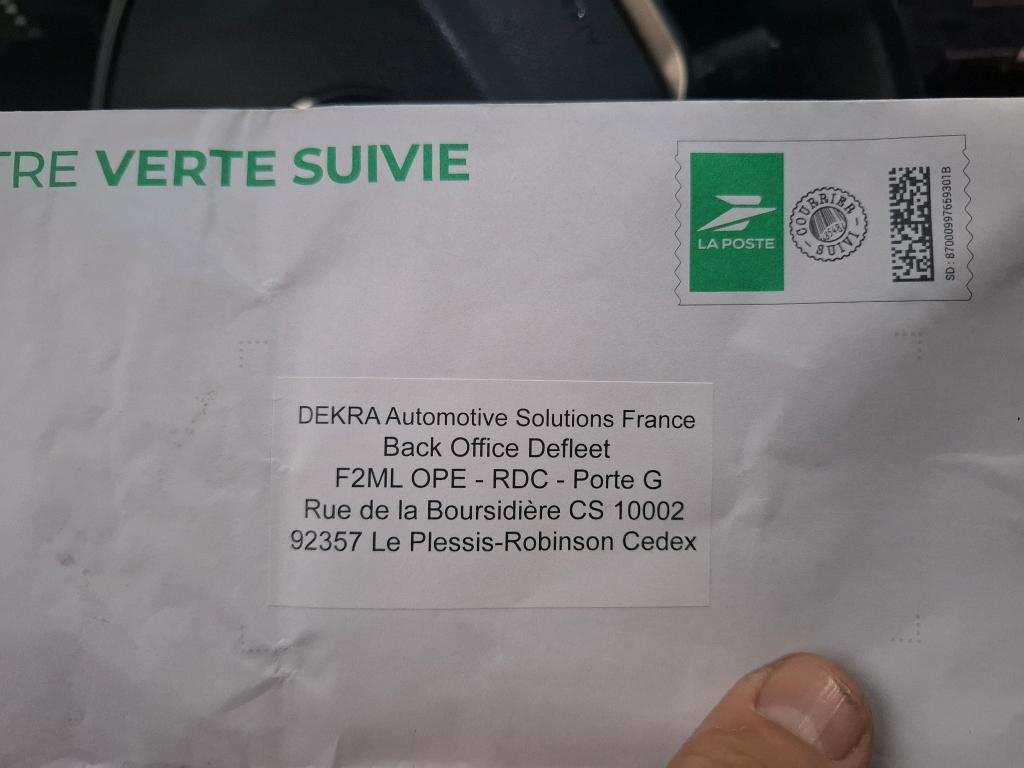 TRE VERTE SUIVIE
LA POSTE
COURRIER
SUIVI
SD : 87000997659301B
DEKRA Automotive Solutions France
Back Office Defleet
F2ML OPE - RDC - Porte G
Rue de la Boursidière CS 10002
92357 Le Plessis-Robinson Cedex